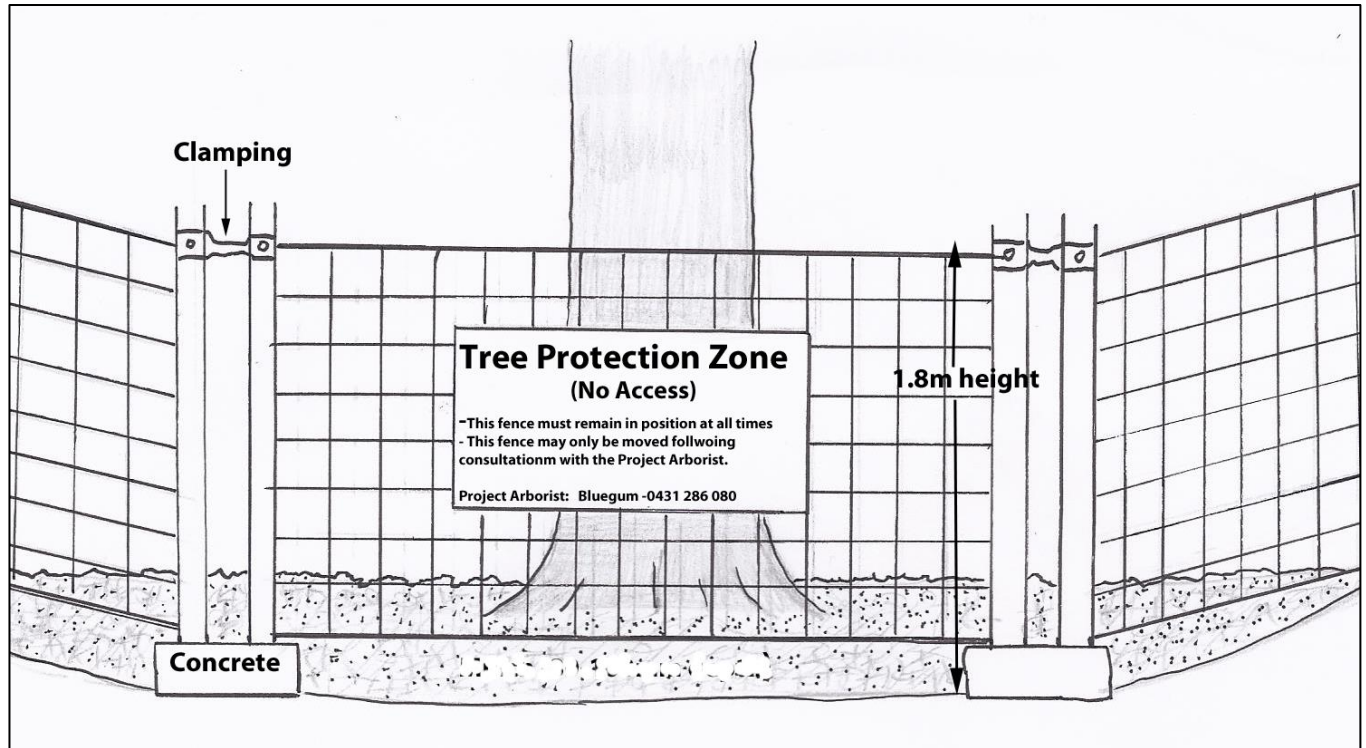 Clamping
Tree Protection Zone
(No Access)
-This fence must remain in position at all times
- This fence may only be moved follwoing
consultationm with the Project Arborist.
Project Arborist: Bluegum -0431 286 080
1.8m height
Concrete